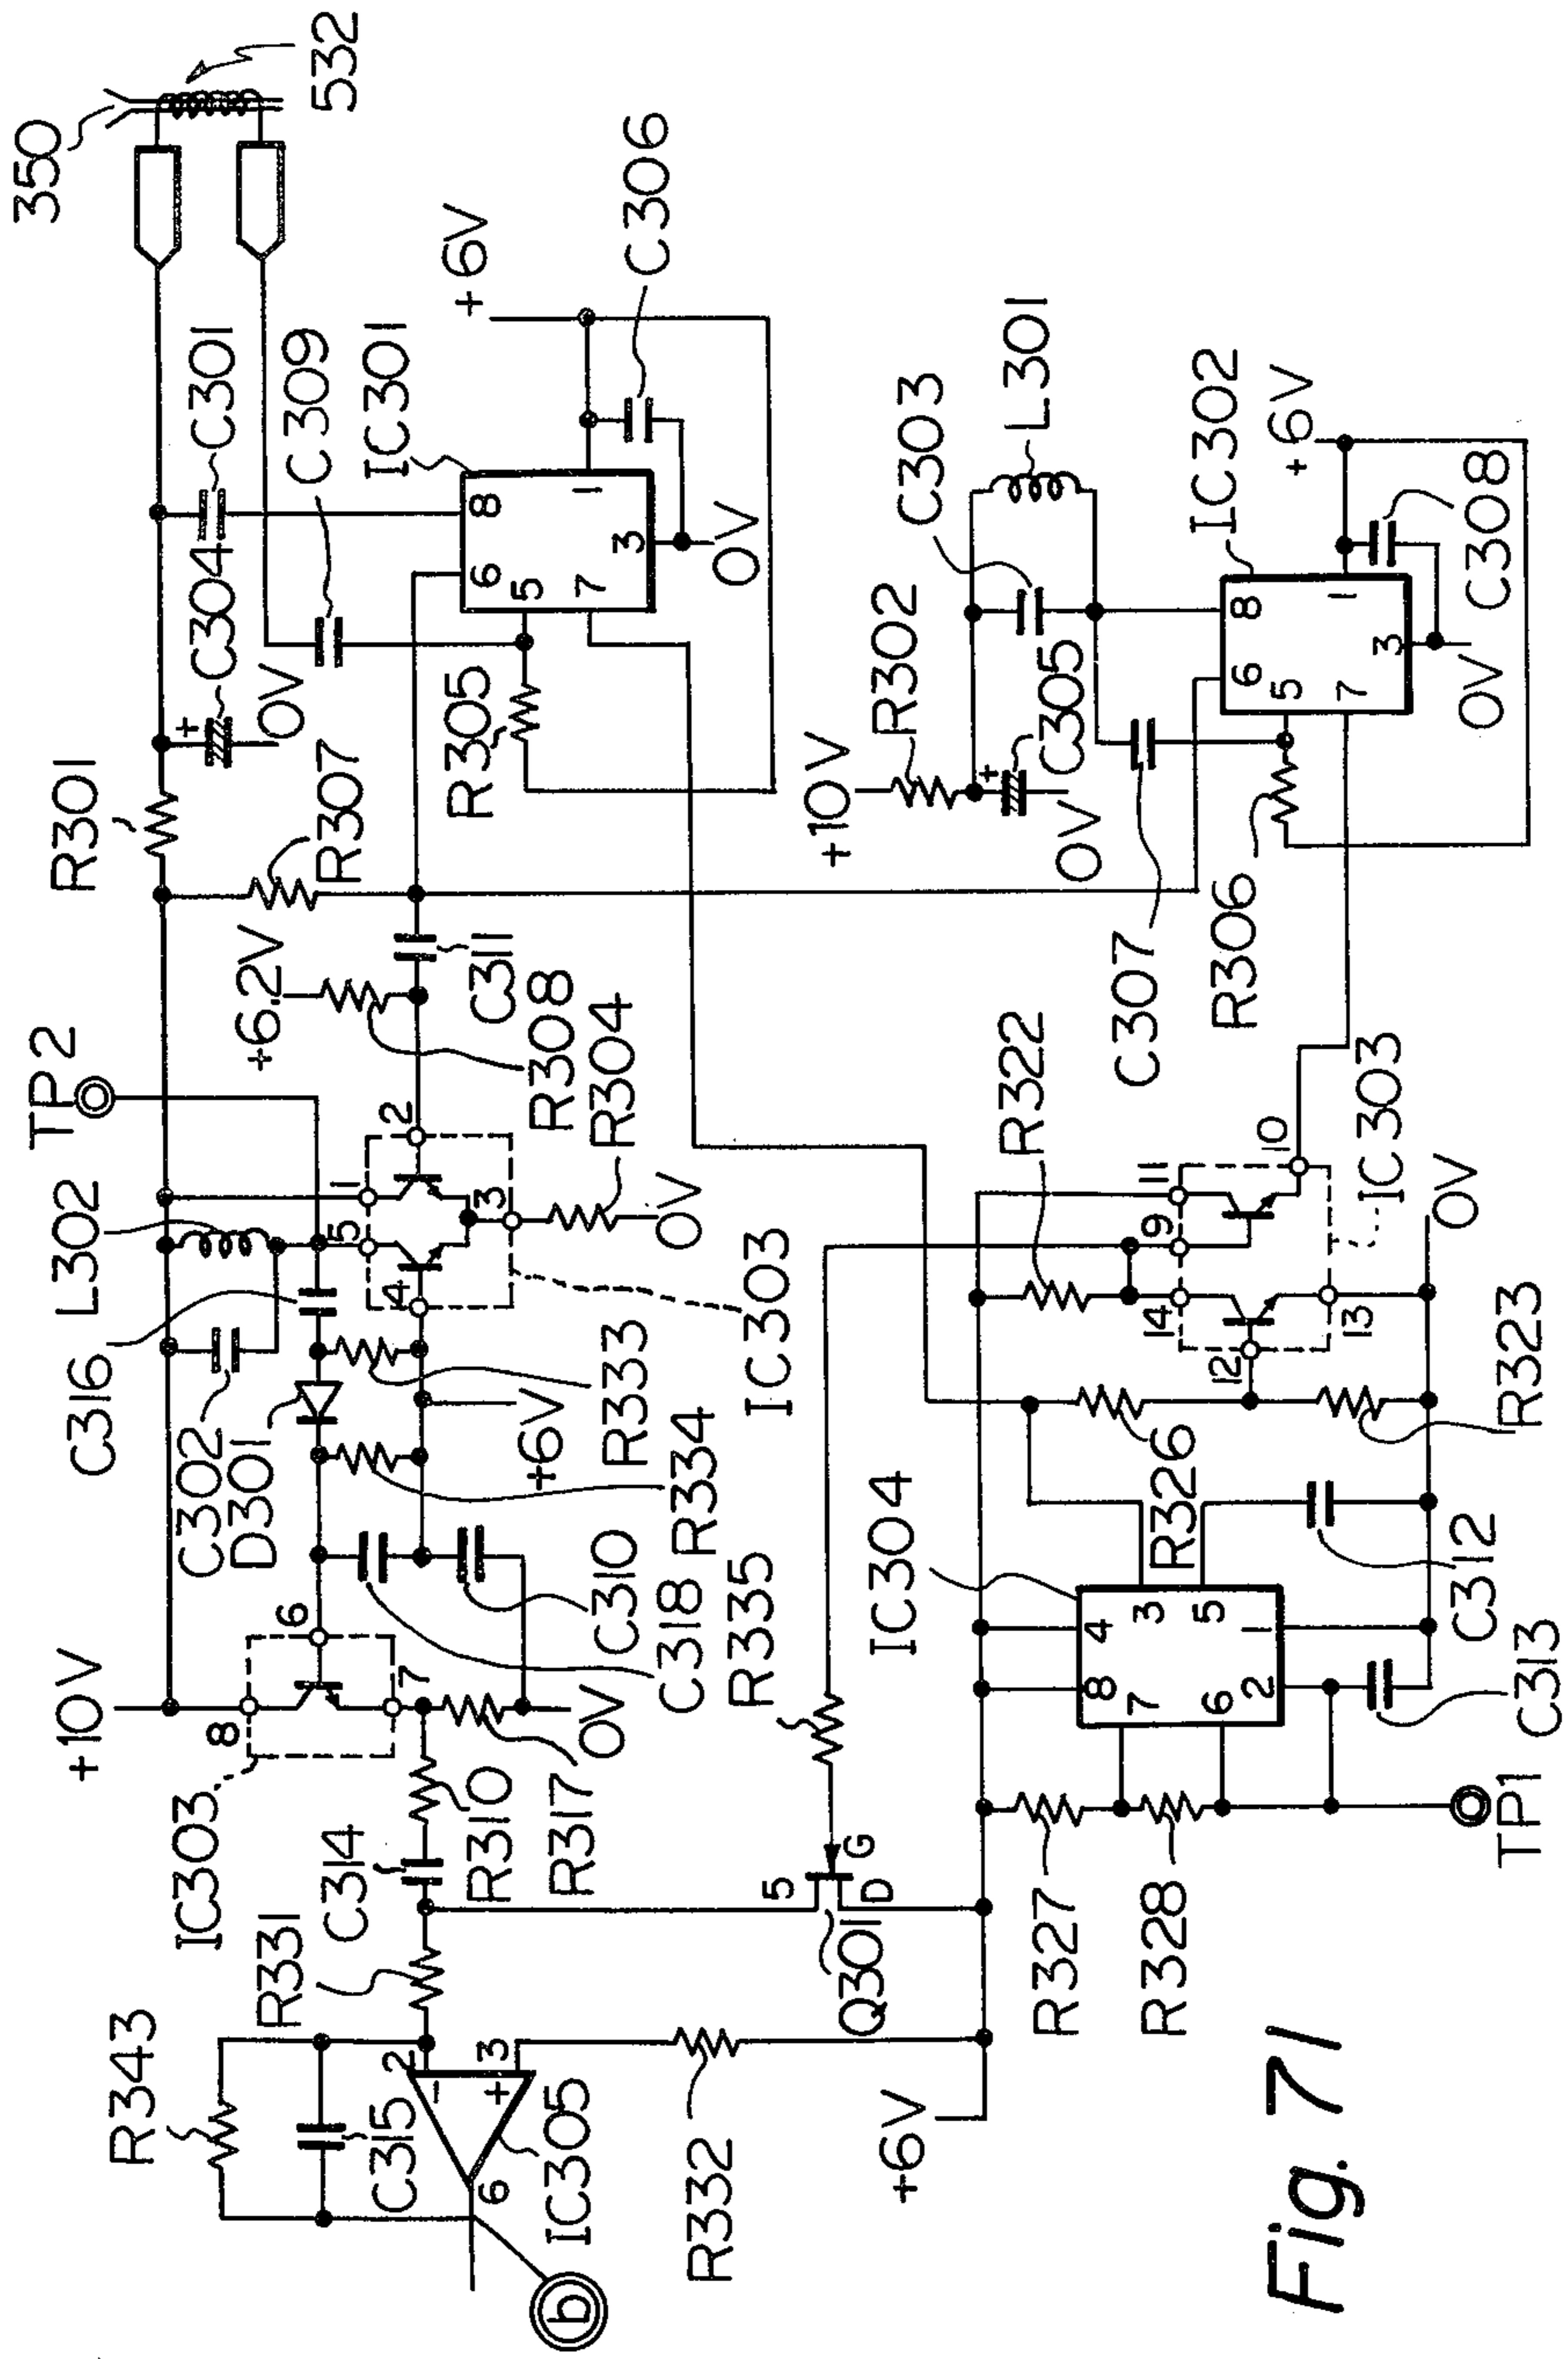 350
532
R301
C304
C301
C309
0V
+6V
C306
IC301
8
6
5
7
1
3
0V
R305
R307
TP2
+6.2V
C311
R308
R304
L302
1
2
5
3
4
0V
IC303
C316
C302
D301
R333
+6V
R334
C310
C318
R335
+10V
8
6
7
IC303
0V
R317
R310
C314
R331
R343
C315
2
3
−
+
6
IC305
b
R332
+6V
5
G
D
Q301
R327
R328
TP1
IC304
4
8
3
5
7
6
1
2
C313
C312
R326
R323
R322
11
9
10
14
12
13
IC303
0V
+10V
R302
C303
L301
C305
0V
C307
R306
IC302
8
6
5
7
1
3
+6V
C308
0V
Fig. 71